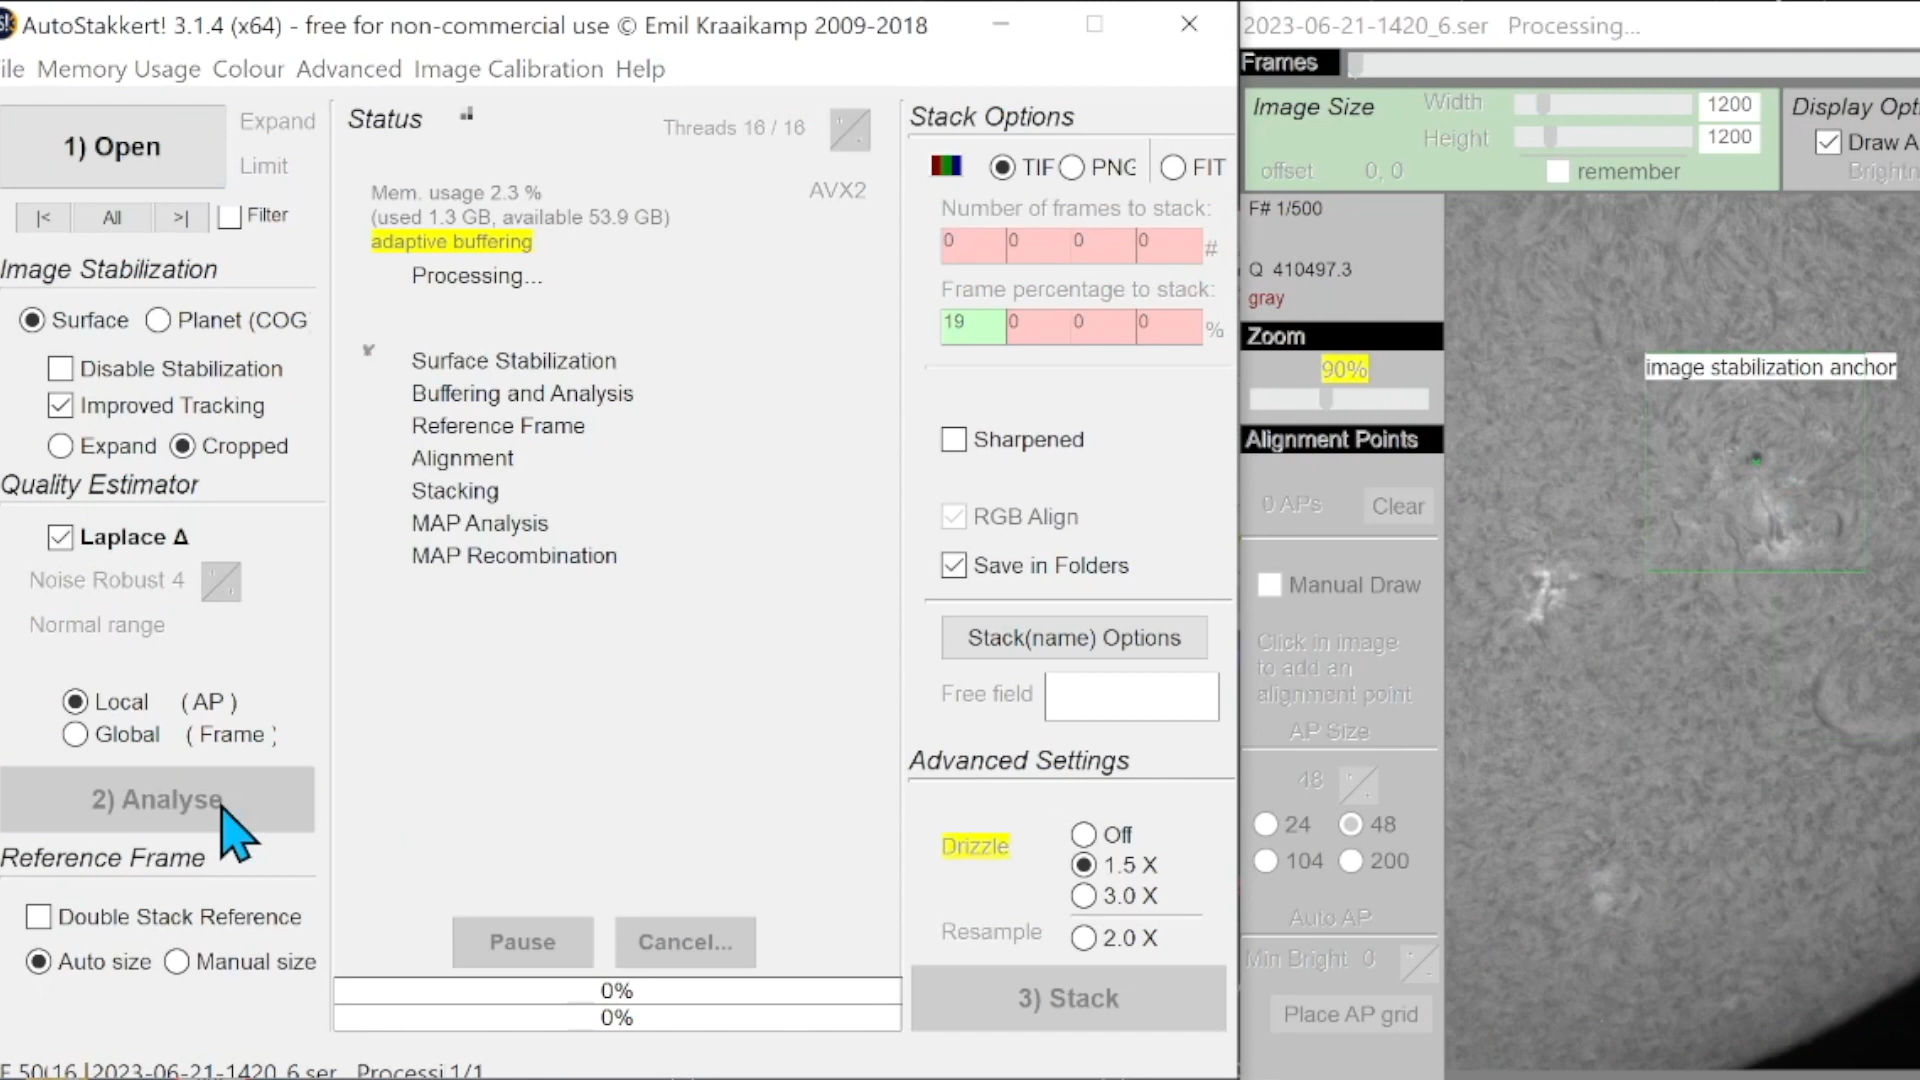 AutoStakkert! 3.1.4 (x64) - free for non-commercial use © Emil Kraaikamp 2009-2018
ile Memory Usage Colour Advanced Image Calibration Help
1) Open
Expand
Limit
|< All >| Filter
Image Stabilization
Surface Planet (COG
Disable Stabilization
Improved Tracking
Expand Cropped
Quality Estimator
Laplace Δ
Noise Robust 4
Normal range
Local ( AP )
Global ( Frame )
2) Analyse
Reference Frame
Double Stack Reference
Auto size Manual size
Status
Threads 16 / 16
AVX2
Mem. usage 2.3 %
(used 1.3 GB, available 53.9 GB)
adaptive buffering
Processing...
Surface Stabilization
Buffering and Analysis
Reference Frame
Alignment
Stacking
MAP Analysis
MAP Recombination
Pause Cancel...
0%
0%
Stack Options
TIF PNG FIT
Number of frames to stack:
0 0 0 0 #
Frame percentage to stack:
19 0 0 0 %
Sharpened
RGB Align
Save in Folders
Stack(name) Options
Free field
Advanced Settings
Drizzle
Off
1.5 X
3.0 X
Resample 2.0 X
3) Stack
2023-06-21-1420_6.ser Processi 1/1
2023-06-21-1420_6.ser Processing...
Frames
Image Size Width 1200
Height 1200
offset 0, 0 remember
Display Opti
Draw A
Brightn
F# 1/500
Q 410497.3
gray
Zoom
90%
Alignment Points
0 APs Clear
Manual Draw
Click in image
to add an
alignment point
AP Size
48
24 48
104 200
Auto AP
Min Bright 0
Place AP grid
image stabilization anchor